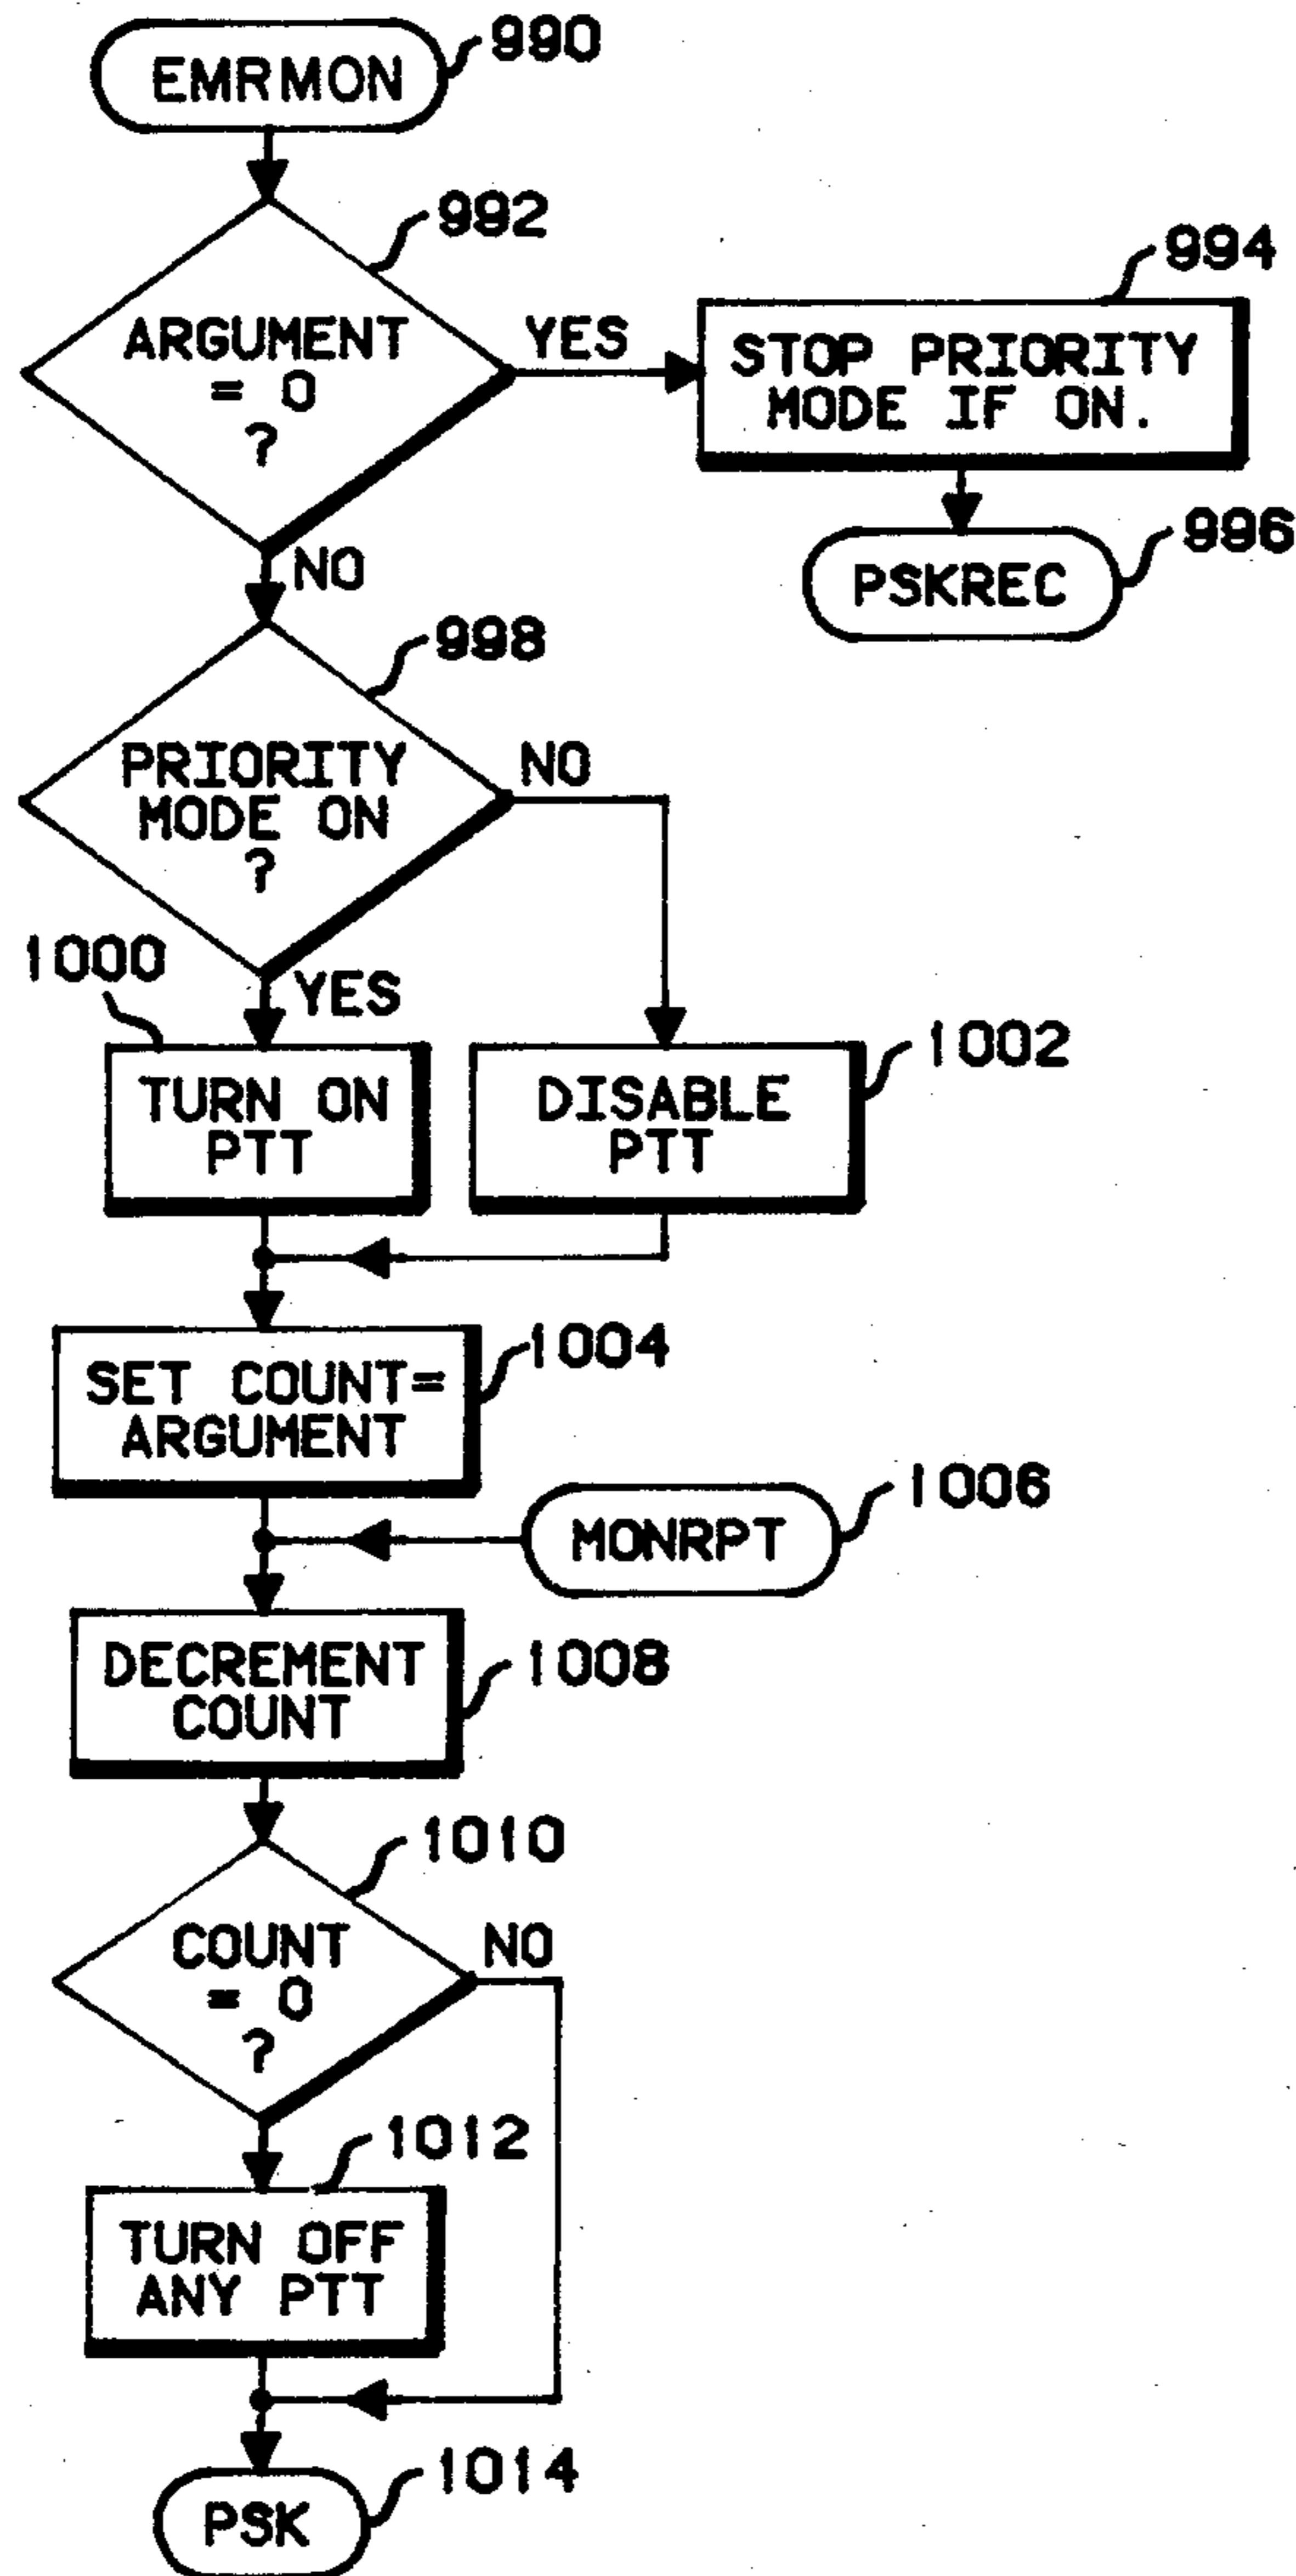 EMRMON
990
992
ARGUMENT
= 0
?
YES
994
STOP PRIORITY
MODE IF ON.
NO
PSKREC
996
998
PRIORITY
MODE ON
?
NO
1000
YES
TURN ON
PTT
DISABLE
PTT
1002
SET COUNT=
ARGUMENT
1004
MONRPT
1006
DECREMENT
COUNT
1008
1010
COUNT
= 0
?
NO
1012
TURN OFF
ANY PTT
PSK
1014